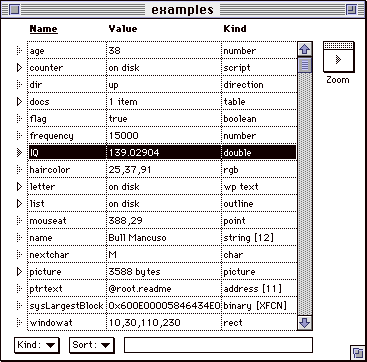 examples
Name Value Kind
age 38 number
counter on disk script
dir up direction
docs 1 item table
flag true boolean
frequency 15000 number
IQ 139.02904 double
haircolor 25,37,91 rgb
letter on disk wp text
list on disk outline
mouseat 388,29 point
name Bull Mancuso string [12]
nextchar M char
picture 3588 bytes picture
ptrtext @root.readme address [11]
sysLargestBlock 0x600E00005846434E0 binary [XFCN]
windowat 10,30,110,230 rect
Zoom
Kind: Sort: